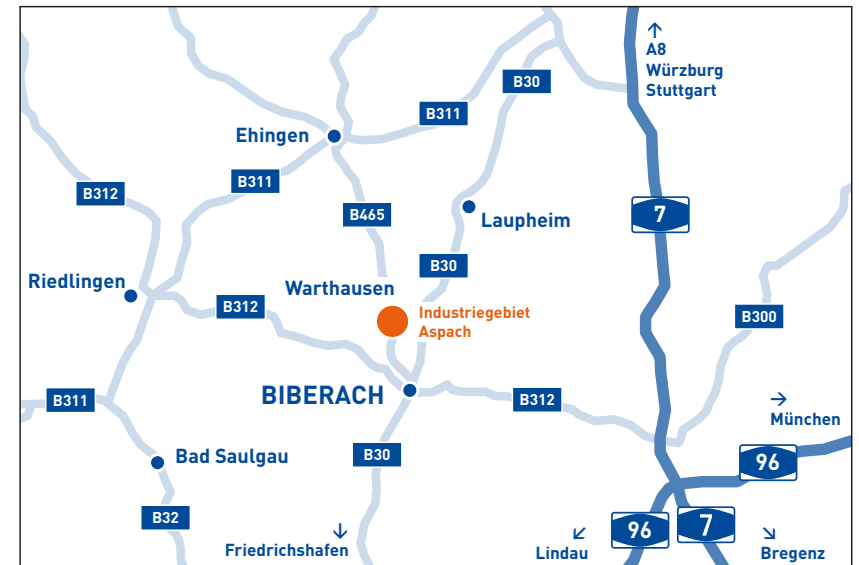 A8
Würzburg
Stuttgart
B30
B311
Ehingen
B311
B312
B465
7
Laupheim
B30
Riedlingen
Warthausen
B312
Industriegebiet
Aspach
B300
BIBERACH
B312
B311
München
Bad Saulgau
B30
96
B32
96
7
Friedrichshafen
Lindau
Bregenz